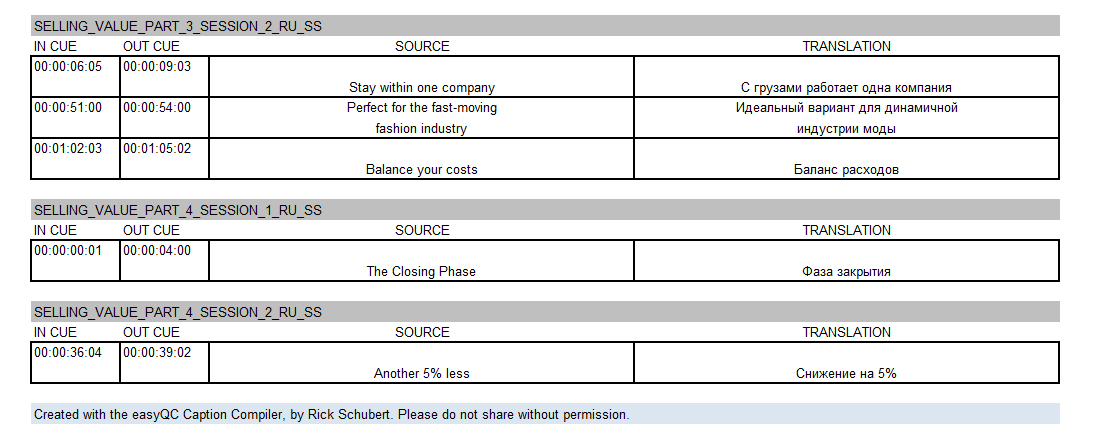 SELLING_VALUE_PART_3_SESSION_2_RU_SS
IN CUE OUT CUE SOURCE TRANSLATION
00:00:06:05 00:00:09:03
Stay within one company С грузами работает одна компания
00:00:51:00 00:00:54:00 Perfect for the fast-moving Идеальный вариант для динамичной
fashion industry индустрии моды
00:01:02:03 00:01:05:02
Balance your costs Баланс расходов
SELLING_VALUE_PART_4_SESSION_1_RU_SS
IN CUE OUT CUE SOURCE TRANSLATION
00:00:00:01 00:00:04:00
The Closing Phase Фаза закрытия
SELLING_VALUE_PART_4_SESSION_2_RU_SS
IN CUE OUT CUE SOURCE TRANSLATION
00:00:36:04 00:00:39:02
Another 5% less Снижение на 5%
Created with the easyQC Caption Compiler, by Rick Schubert. Please do not share without permission.